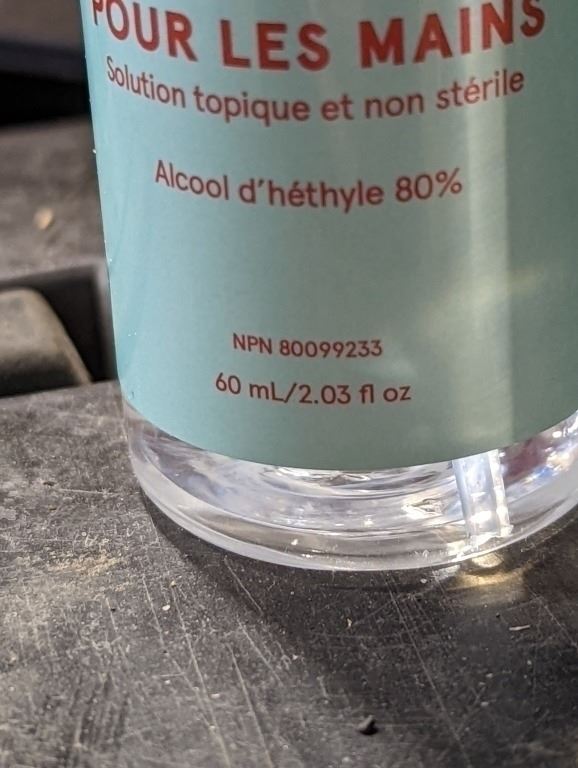 POUR LES MAINS
Solution topique et non stérile
Alcool d'héthyle 80%
NPN 80099233
60 mL/2.03 fl oz